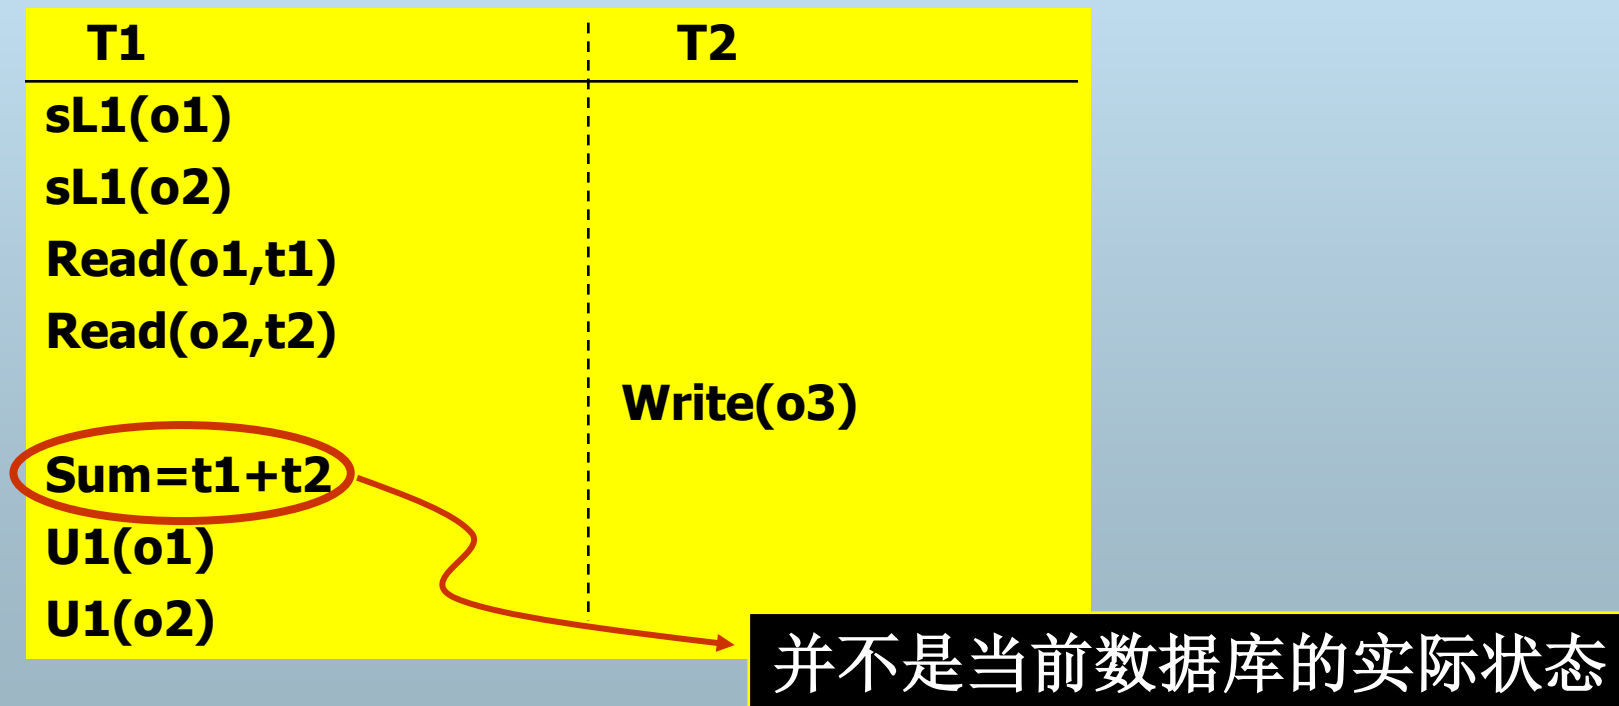 T1 T2
sL1(o1)
sL1(o2)
Read(o1,t1)
Read(o2,t2)
Write(o3)
Sum=t1+t2
U1(o1)
U1(o2)
并不是当前数据库的实际状态